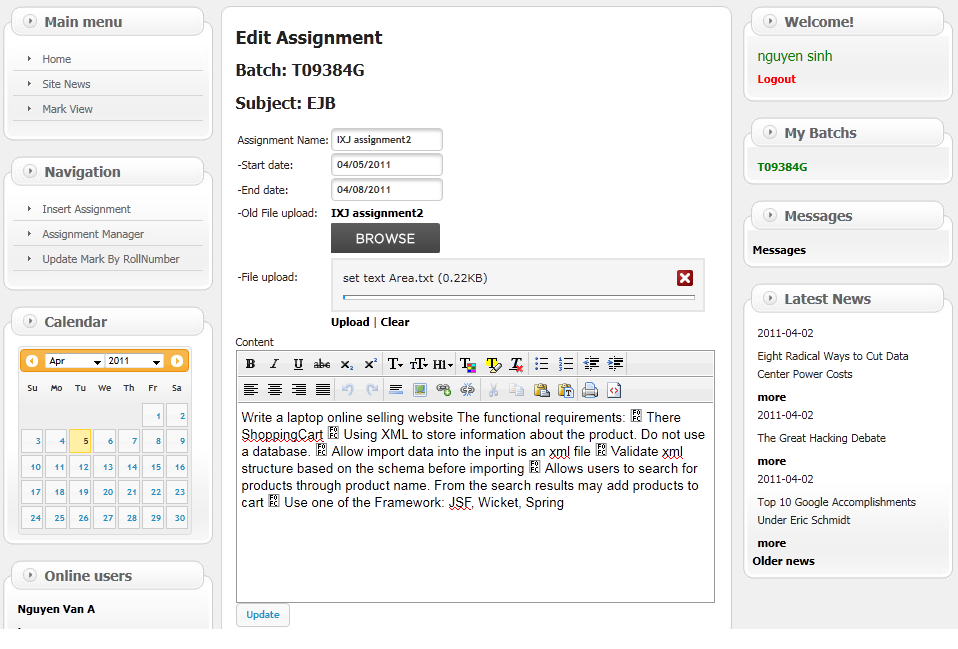 Main menu
Home
Site News
Mark View
Navigation
Insert Assignment
Assignment Manager
Update Mark By RollNumber
Calendar
Apr 2011
Su Mo Tu We Th Fr Sa
1 2
3 4 5 6 7 8 9
10 11 12 13 14 15 16
17 18 19 20 21 22 23
24 25 26 27 28 29 30
Online users
Nguyen Van A
Edit Assignment
Batch: T09384G
Subject: EJB
Assignment Name: IXJ assignment2
-Start date: 04/05/2011
-End date: 04/08/2011
-Old File upload: IXJ assignment2
BROWSE
-File upload: set text Area.txt (0.22KB)
Upload | Clear
Content
B I U abc X₂ X² T T H1 T T T
Write a laptop online selling website The functional requirements: There
ShoppingCart Using XML to store information about the product. Do not use
a database. Allow import data into the input is an xml file Validate xml
structure based on the schema before importing Allows users to search for
products through product name. From the search results may add products to
cart Use one of the Framework: JSF, Wicket, Spring
Update
Welcome!
nguyen sinh
Logout
My Batchs
T09384G
Messages
Messages
Latest News
2011-04-02
Eight Radical Ways to Cut Data
Center Power Costs
more
2011-04-02
The Great Hacking Debate
more
2011-04-02
Top 10 Google Accomplishments
Under Eric Schmidt
more
Older news